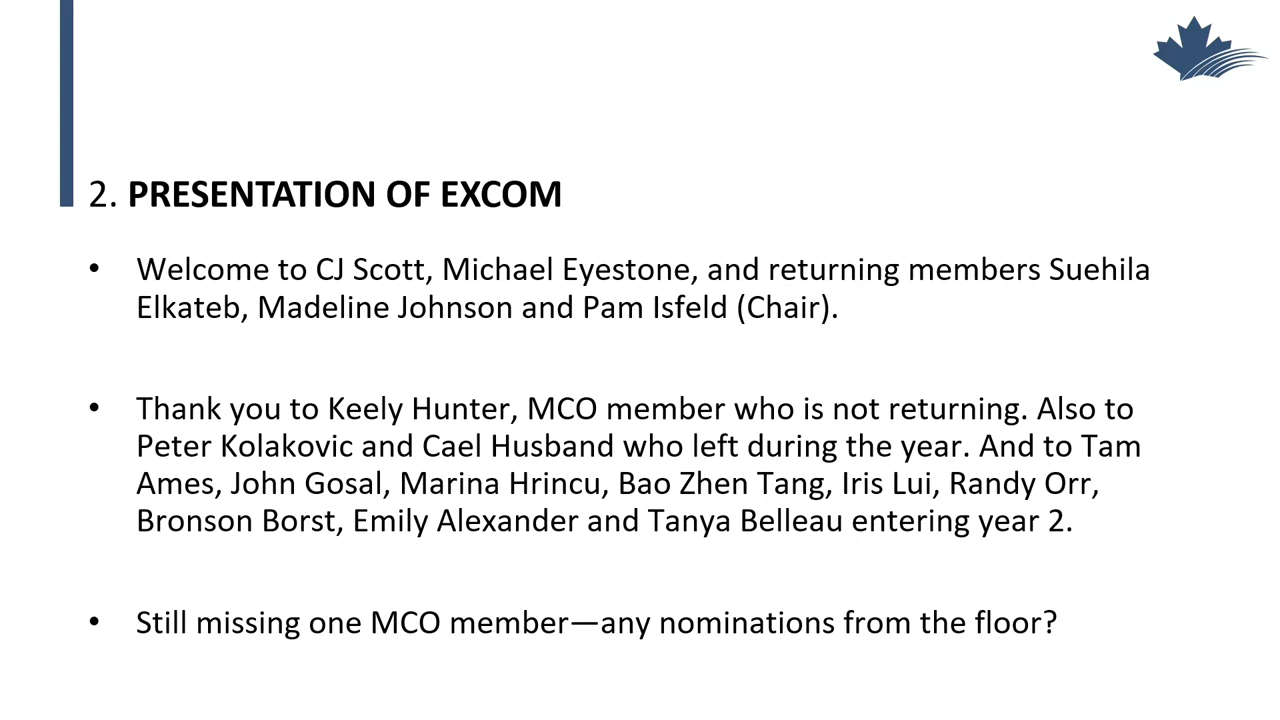 2. PRESENTATION OF EXCOM
• Welcome to CJ Scott, Michael Eyestone, and returning members Suehila
Elkateb, Madeline Johnson and Pam Isfeld (Chair).
• Thank you to Keely Hunter, MCO member who is not returning. Also to
Peter Kolakovic and Cael Husband who left during the year. And to Tam
Ames, John Gosal, Marina Hrincu, Bao Zhen Tang, Iris Lui, Randy Orr,
Bronson Borst, Emily Alexander and Tanya Belleau entering year 2.
• Still missing one MCO member—any nominations from the floor?